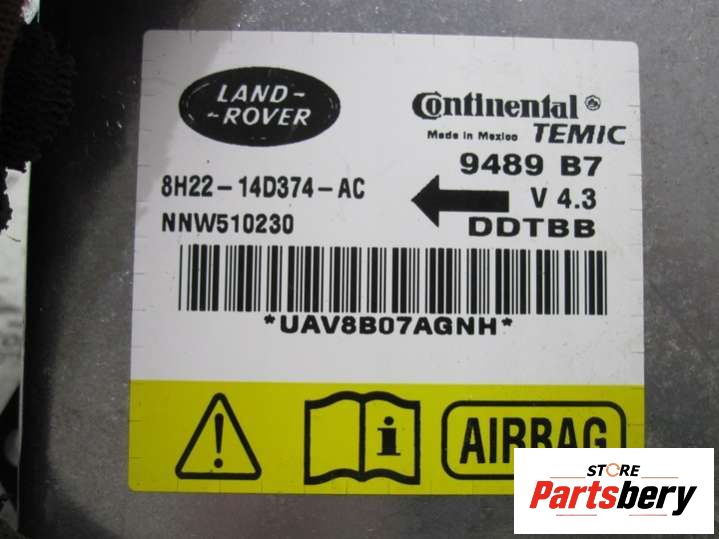 LAND-
-ROVER
Continental®
Made in Mexico TEMIC
9489 B7
8H22-14D374-AC
V 4.3
NNW510230
DDTBB
*UAV8B07AGNH*
i
AIRBAG
STORE
Partsbery